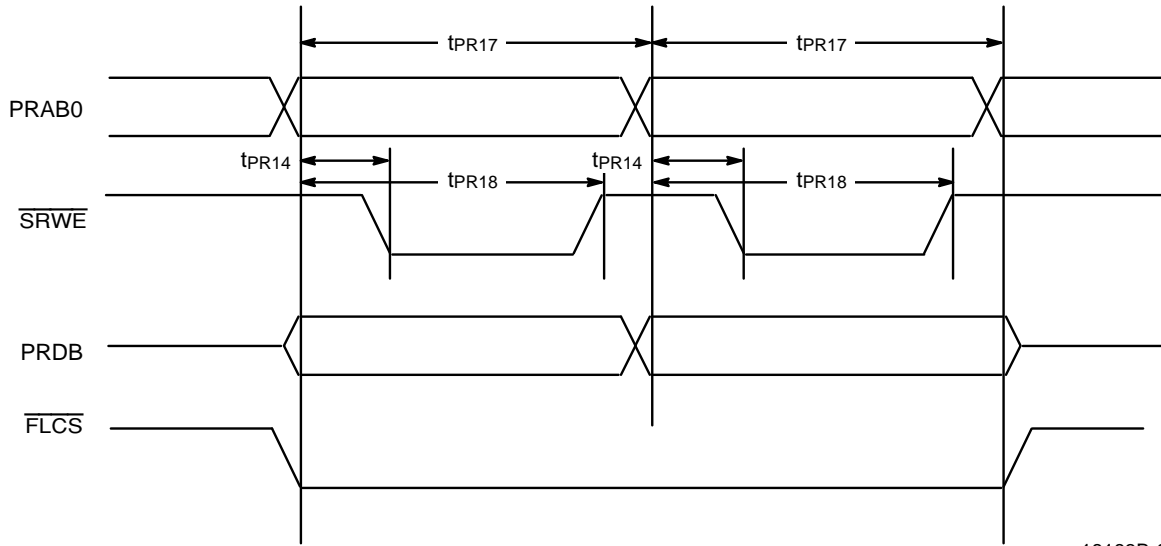 tPR17 tPR17
PRAB0
tPR14 tPR14
tPR18 tPR18
SRWE
PRDB
FLCS